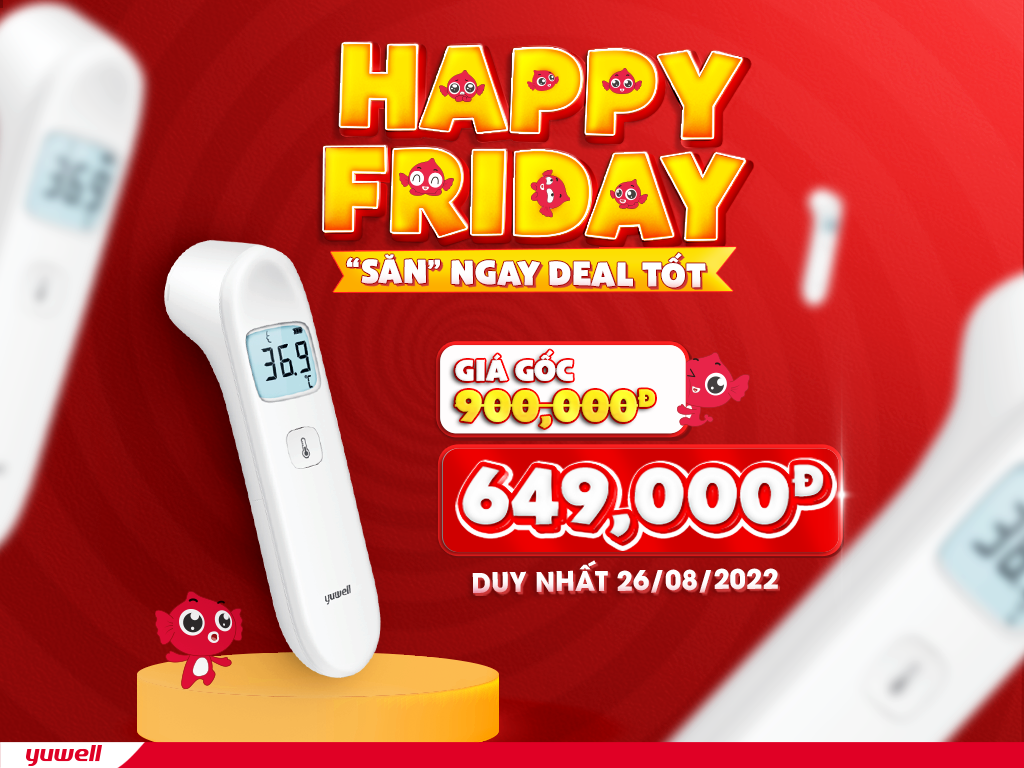 HAPPY
FRIDAY
“SĂN” NGAY DEAL TỐT
36.9
℃
GIÁ GỐC
900,000Đ
649,000Đ
DUY NHẤT 26/08/2022
yuwell
yuwell